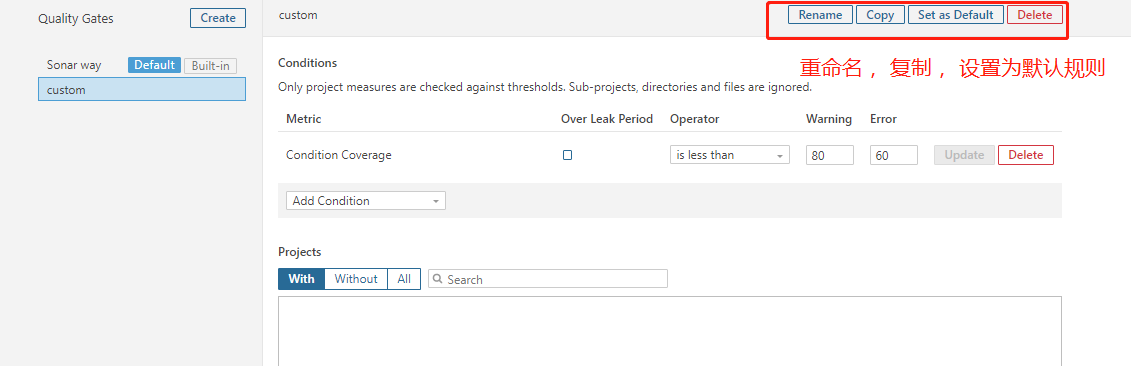 Quality Gates Create
Sonar way Default Built-in
custom
custom Rename Copy Set as Default Delete
重命名 ，复制 ，设置为默认规则
Conditions
Only project measures are checked against thresholds. Sub-projects, directories and files are ignored.
Metric Over Leak Period Operator Warning Error
Condition Coverage is less than 80 60 Update Delete
Add Condition
Projects
With Without All Search